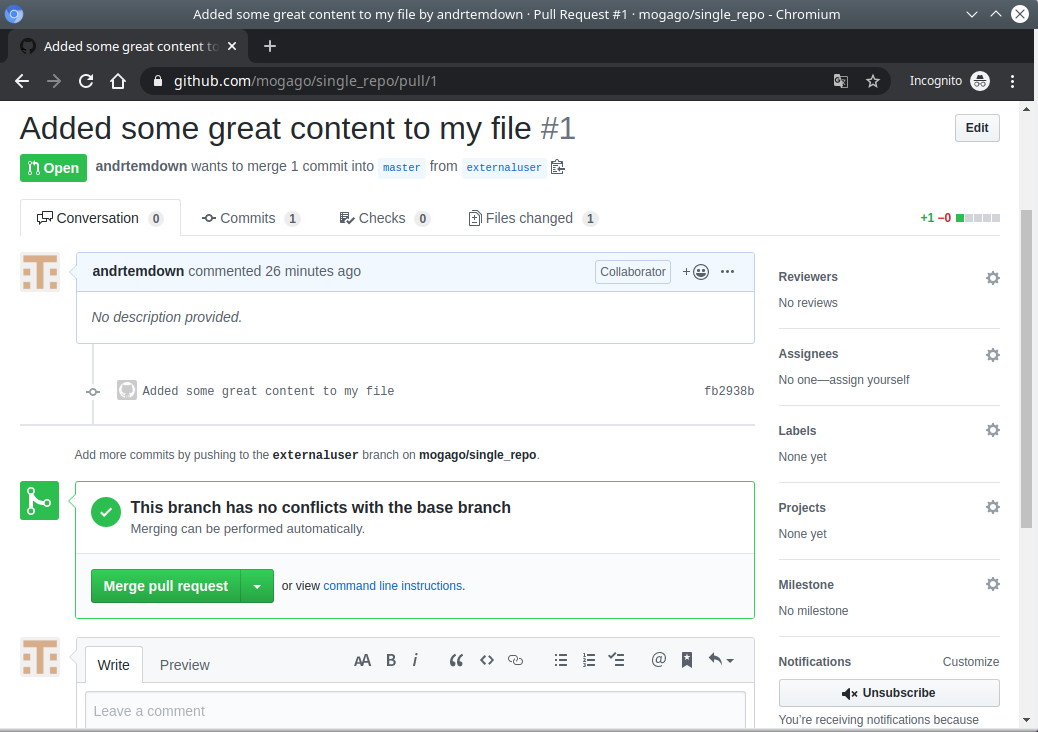 Added some great content to my file by andrtemdown · Pull Request #1 · mogago/single_repo - Chromium
Added some great content to
github.com/mogago/single_repo/pull/1
Incognito
Added some great content to my file #1
Edit
Open
andrtemdown wants to merge 1 commit into master from externaluser
Conversation 0
Commits 1
Checks 0
Files changed 1
+1 −0
andrtemdown commented 26 minutes ago
Collaborator
+
No description provided.
Added some great content to my file
fb2938b
Add more commits by pushing to the externaluser branch on mogago/single_repo.
This branch has no conflicts with the base branch
Merging can be performed automatically.
Merge pull request
or view command line instructions.
Write
Preview
AA B i “ <> @
Leave a comment
Reviewers
No reviews
Assignees
No one—assign yourself
Labels
None yet
Projects
None yet
Milestone
No milestone
Notifications
Customize
Unsubscribe
You’re receiving notifications because